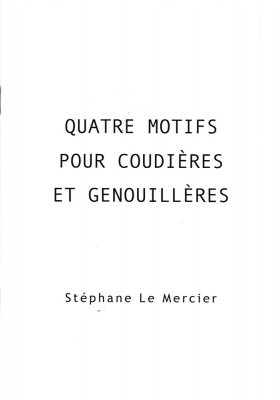 QUATRE MOTIFS
POUR COUDIÈRES
ET GENOUILLÈRES
Stéphane Le Mercier